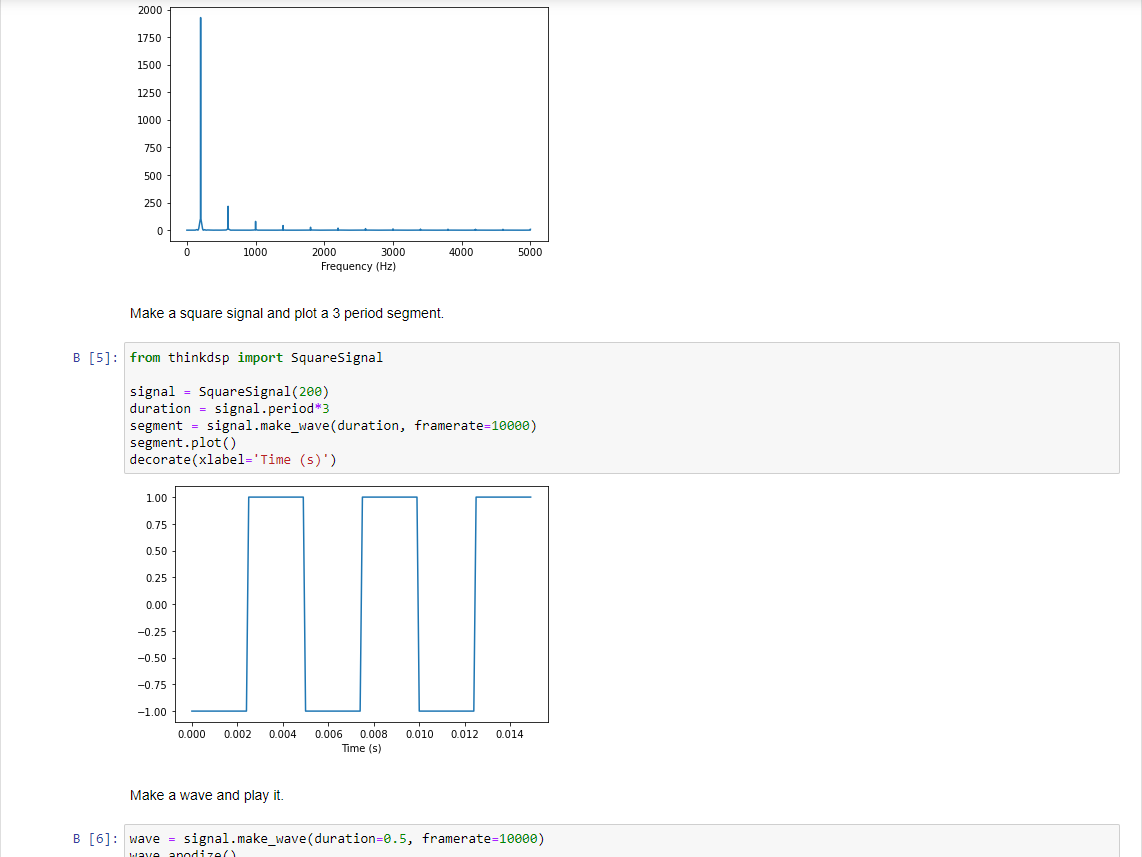 2000
1750
1500
1250
1000
750
500
250
0
0 1000 2000 3000 4000 5000
Frequency (Hz)
Make a square signal and plot a 3 period segment.
B [5]: from thinkdsp import SquareSignal
signal = SquareSignal(200)
duration = signal.period*3
segment = signal.make_wave(duration, framerate=10000)
segment.plot()
decorate(xlabel='Time (s)')
1.00
0.75
0.50
0.25
0.00
−0.25
−0.50
−0.75
−1.00
0.000 0.002 0.004 0.006 0.008 0.010 0.012 0.014
Time (s)
Make a wave and play it.
B [6]: wave = signal.make_wave(duration=0.5, framerate=10000)
wave.apodize()